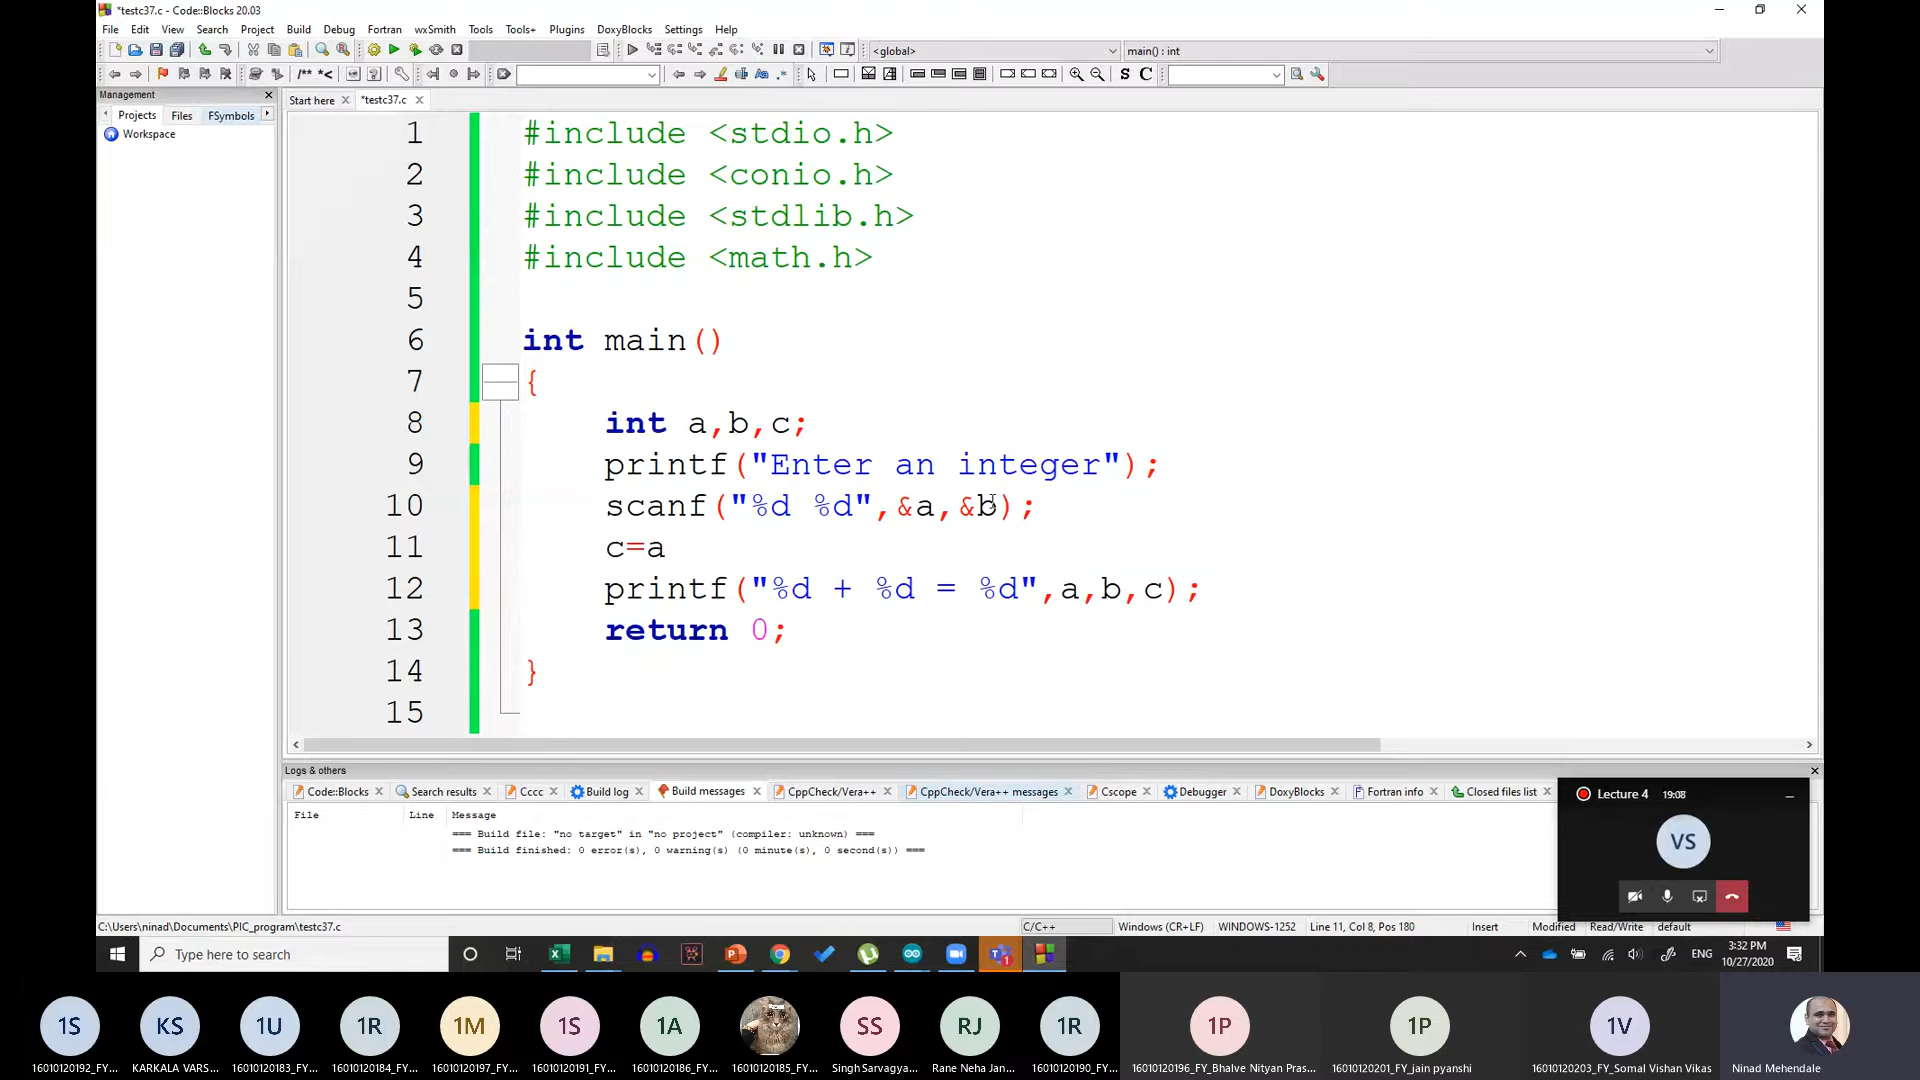 *testc37.c - Code::Blocks 20.03
File Edit View Search Project Build Debug Fortran wxSmith Tools Tools+ Plugins DoxyBlocks Settings Help
<global> main() : int
/** *< .* S C
Management
Projects Files FSymbols
Workspace
Start here *testc37.c
1 #include <stdio.h>
2 #include <conio.h>
3 #include <stdlib.h>
4 #include <math.h>
5
6 int main()
7 {
8 int a,b,c;
9 printf("Enter an integer");
10 scanf("%d %d",&a,&b);
11 c=a
12 printf("%d + %d = %d",a,b,c);
13 return 0;
14 }
15
Logs & others
Code::Blocks Search results Cccc Build log Build messages CppCheck/Vera++ CppCheck/Vera++ messages Cscope Debugger DoxyBlocks Fortran info Closed files list
File Line Message
=== Build file: "no target" in "no project" (compiler: unknown) ===
=== Build finished: 0 error(s), 0 warning(s) (0 minute(s), 0 second(s)) ===
Lecture 4 19:08
VS
C:\Users\ninad\Documents\PIC_program\testc37.c C/C++ Windows (CR+LF) WINDOWS-1252 Line 11, Col 8, Pos 180 Insert Modified Read/Write default
Type here to search
ENG 3:32 PM
10/27/2020
1S KS 1U 1R 1M 1S 1A SS RJ 1R 1P 1P 1V
16010120192_FY... KARKALA VARS... 16010120183_FY... 16010120184_FY... 16010120197_FY... 16010120191_FY... 16010120186_FY... 16010120185_FY... Singh Sarvagya... Rane Neha Jan... 16010120190_FY... 16010120196_FY_Bhalve Nityan Pras... 16010120201_FY_jain pyanshi 16010120203_FY_Somal Vishan Vikas Ninad Mehendale